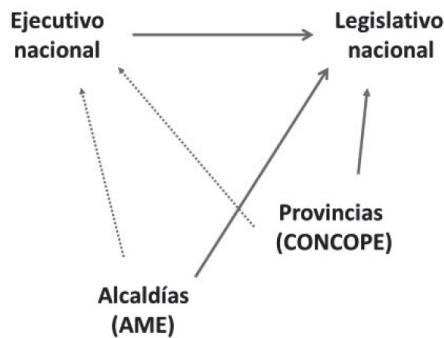 Ejecutivo
nacional
Legislativo
nacional
Provincias
(CONCOPE)
Alcaldías
(AME)